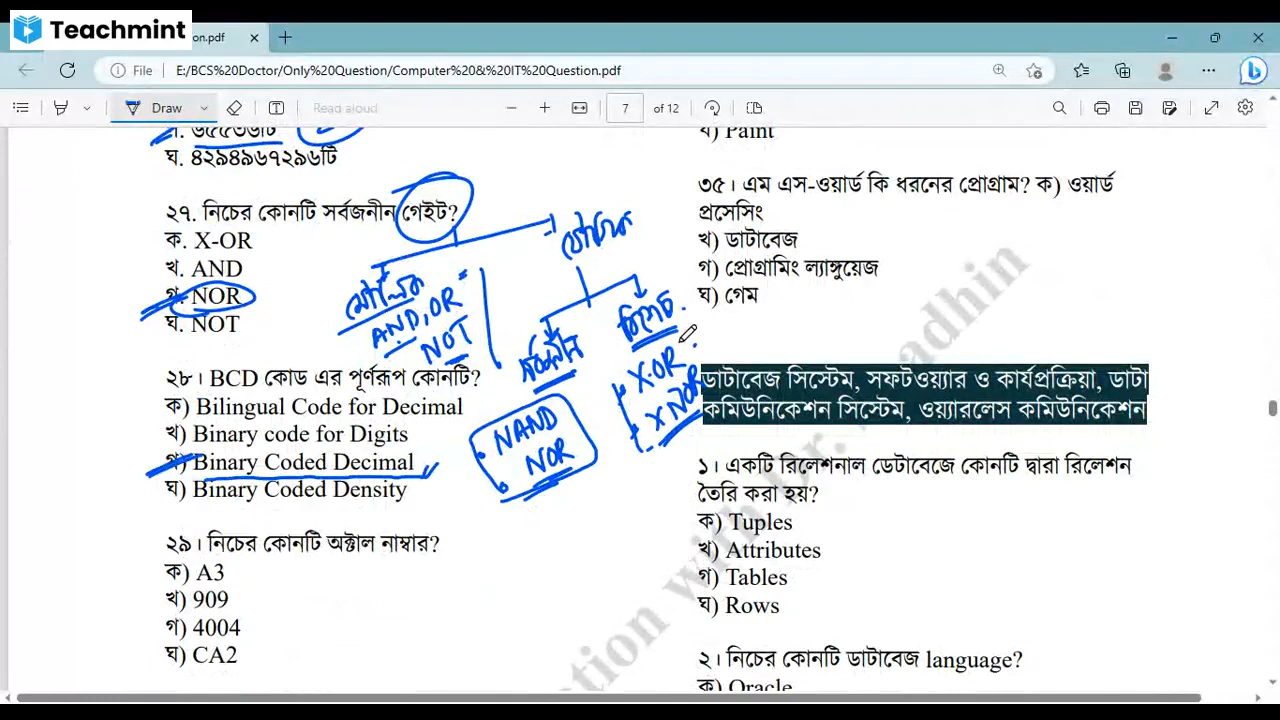 Teachmint
on.pdf
File E:/BCS%20Doctor/Only%20Question/Computer%20&%20IT%20Question.pdf
Draw Read aloud 7 of 12
গ. ৬৫৫৩৬টি
ঘ. ৪২৯৪৯৬৭২৯৬টি
২৭. নিচের কোনটি সর্বজনীন গেইট?
ক. X-OR
খ. AND
গ. NOR
ঘ. NOT
মৌলিক
AND, OR
NOT
যৌগিক
সর্বজনীন
NAND
NOR
বিশেষ
X-OR
X NOR
২৮। BCD কোড এর পূর্ণরূপ কোনটি?
ক) Bilingual Code for Decimal
খ) Binary code for Digits
গ) Binary Coded Decimal
ঘ) Binary Coded Density
২৯। নিচের কোনটি অক্টাল নাম্বার?
ক) A3
খ) 909
গ) 4004
ঘ) CA2
ঘ) Paint
৩৫। এম এস-ওয়ার্ড কি ধরনের প্রোগ্রাম? ক) ওয়ার্ড
প্রসেসিং
খ) ডাটাবেজ
গ) প্রোগ্রামিং ল্যাঙ্গুয়েজ
ঘ) গেম
ডাটাবেজ সিস্টেম, সফটওয়্যার ও কার্যপ্রক্রিয়া, ডাটা
কমিউনিকেশন সিস্টেম, ওয়্যারলেস কমিউনিকেশন
১। একটি রিলেশনাল ডেটাবেজে কোনটি দ্বারা রিলেশন
তৈরি করা হয়?
ক) Tuples
খ) Attributes
গ) Tables
ঘ) Rows
২। নিচের কোনটি ডাটাবেজ language?
ক) Oracle